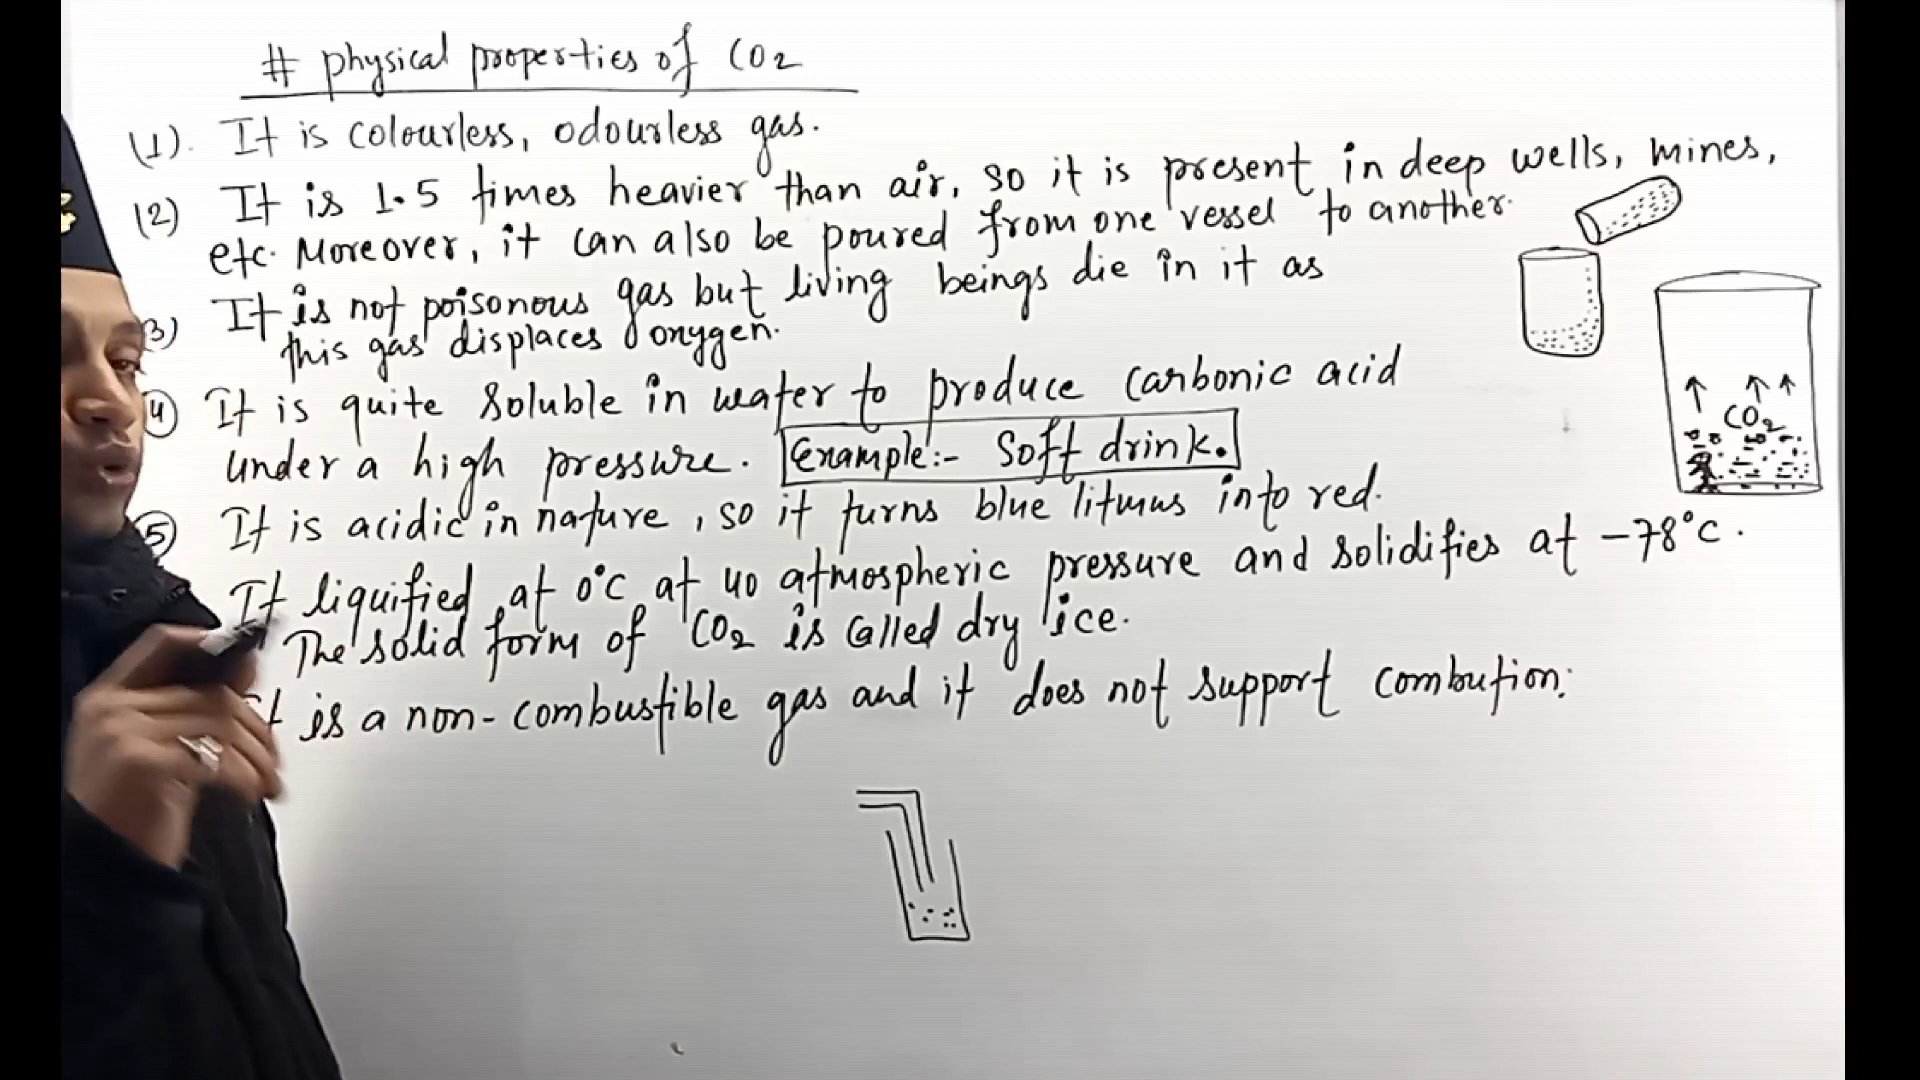 # physical properties of CO2
(1). It is colourless, odourless gas.
(2) It is 1.5 times heavier than air, so it is present in deep wells, mines,
etc. Moreover, it can also be poured from one vessel to another.
(3) It is not poisonous gas but living beings die in it as
this gas displaces oxygen.
(4) It is quite soluble in water to produce carbonic acid
under a high pressure. Example:- Soft drink.
(5) It is acidic in nature, so it turns blue litmus into red.
It liquified at 0°C at 40 atmospheric pressure and solidifies at -78°C.
The solid form of CO2 is called dry ice.
It is a non-combustible gas and it does not support combution.
CO2